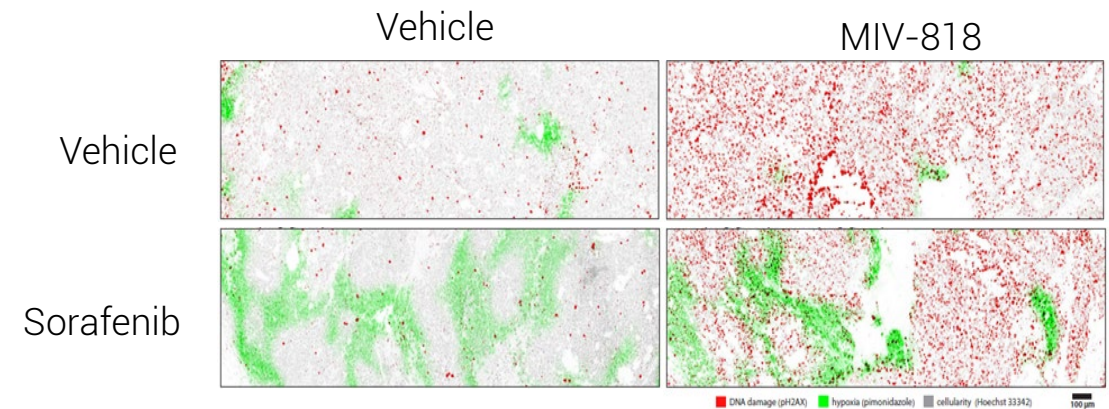 Vehicle
MIV-818
Vehicle
Sorafenib
DNA damage (pH2AX) hypoxia (pimonidazole) cellularity (Hoechst 33342)
100 µm